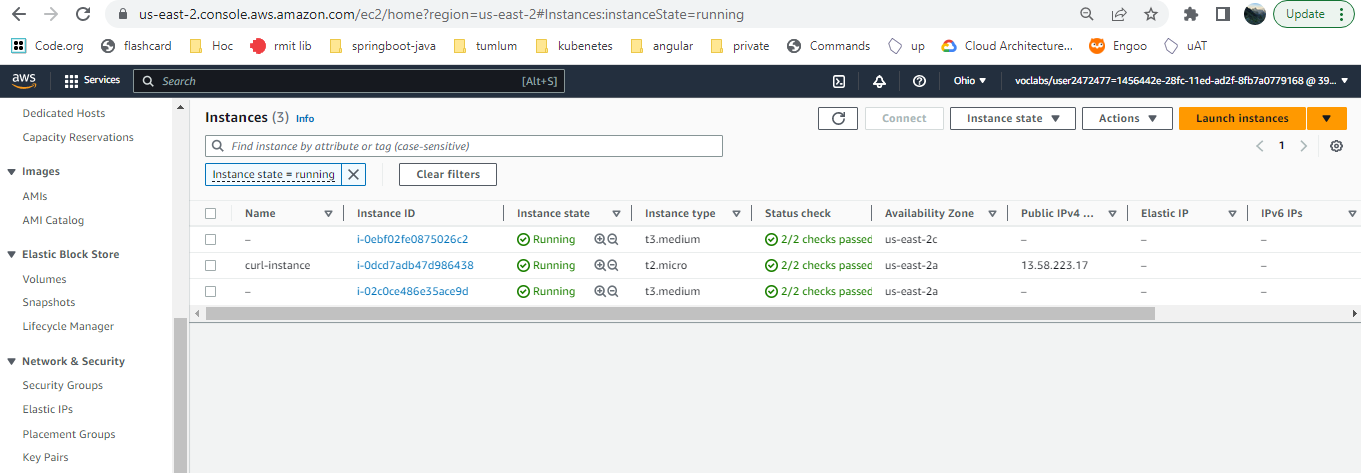 us-east-2.console.aws.amazon.com/ec2/home?region=us-east-2#Instances:instanceState=running
Update
Code.org flashcard Hoc rmit lib springboot-java tumlum kubenetes angular private Commands up Cloud Architecture... Engoo uAT
aws Services Search [Alt+S] Ohio voclabs/user2472477=1456442e-28fc-11ed-ad2f-8fb7a0779168 @ 39...
Dedicated Hosts
Capacity Reservations
Images
AMIs
AMI Catalog
Elastic Block Store
Volumes
Snapshots
Lifecycle Manager
Network & Security
Security Groups
Elastic IPs
Placement Groups
Key Pairs
Instances (3) Info
Connect Instance state Actions Launch instances
Find instance by attribute or tag (case-sensitive)
1
Instance state = running Clear filters
Name Instance ID Instance state Instance type Status check Availability Zone Public IPv4 ... Elastic IP IPv6 IPs
– i-0ebf02fe0875026c2 Running t3.medium 2/2 checks passed us-east-2c – – –
curl-instance i-0dcd7adb47d986438 Running t2.micro 2/2 checks passed us-east-2a 13.58.223.17 – –
– i-02c0ce486e35ace9d Running t3.medium 2/2 checks passed us-east-2a – – –